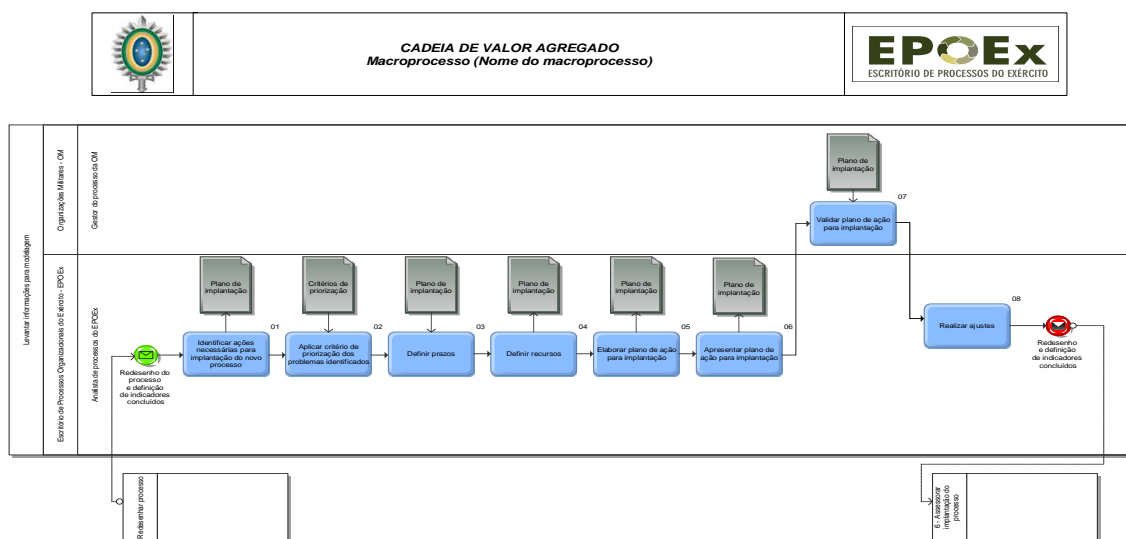 CADEIA DE VALOR AGREGADO
Macroprocesso (Nome do macroprocesso)
EPOEx
ESCRITÓRIO DE PROCESSOS DO EXÉRCITO
Levantar informações para modelagem
Organizações Militares - OM
Gestor do processo da OM
Plano de
implantação
07
Validar plano de ação
para implantação
Escritório de Processos Organizacionais do Exército - EPOEx
Analista de processos do EPOEx
Redesenho do
processo
e definição
de indicadores
concluídos
Plano de
implantação
01
Identificar ações
necessárias para
implantação do novo
processo
Critérios de
priorização
02
Aplicar critério de
priorização dos
problemas identificados
Plano de
implantação
03
Definir prazos
Plano de
implantação
04
Definir recursos
Plano de
implantação
05
Elaborar plano de ação
para implantação
Plano de
implantação
06
Apresentar plano de
ação para implantação
08
Realizar ajustes
Redesenho
e definição
de indicadores
concluídos
Redesenhar processo
6 - Assessorar
implantação do
processo